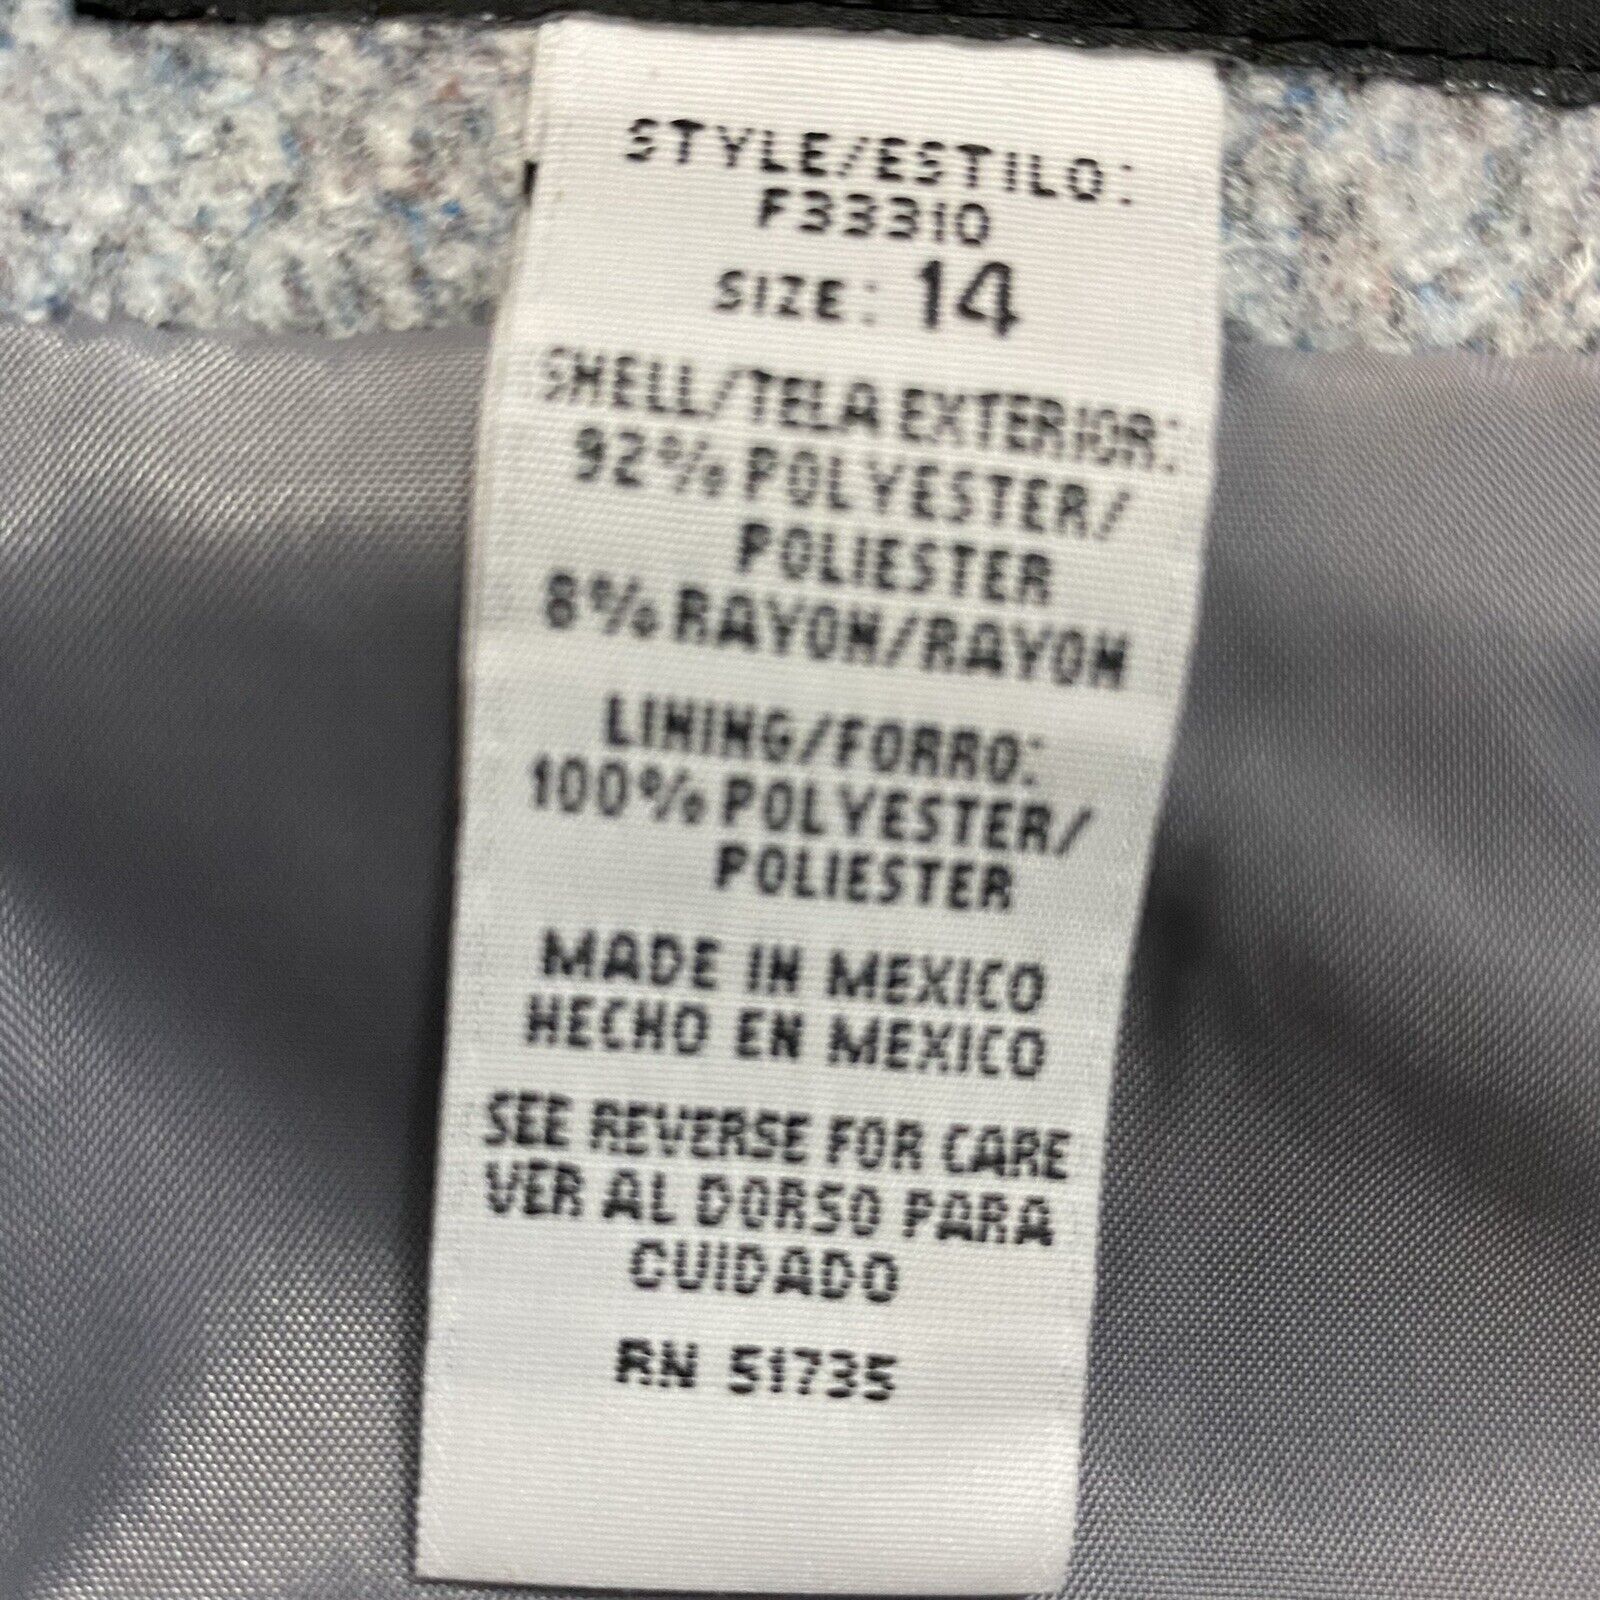 STYLE/ESTILO:
F33310
SIZE: 14
SHELL/TELA EXTERIOR:
92% POLYESTER/
POLIESTER
8% RAYON/RAYON
LINING/FORRO:
100% POLYESTER/
POLIESTER
MADE IN MEXICO
HECHO EN MEXICO
SEE REVERSE FOR CARE
VER AL DORSO PARA
CUIDADO
RN 51735